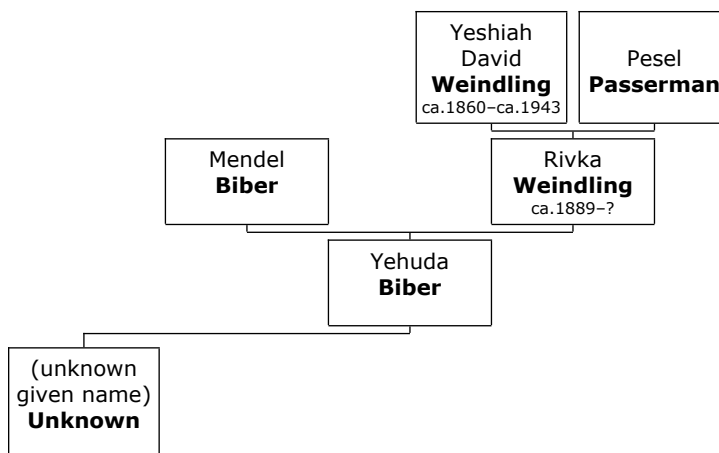 Yeshiah
David
Weindling
ca.1860–ca.1943
Pesel
Passerman
Mendel
Biber
Rivka
Weindling
ca.1889–?
Yehuda
Biber
(unknown
given name)
Unknown